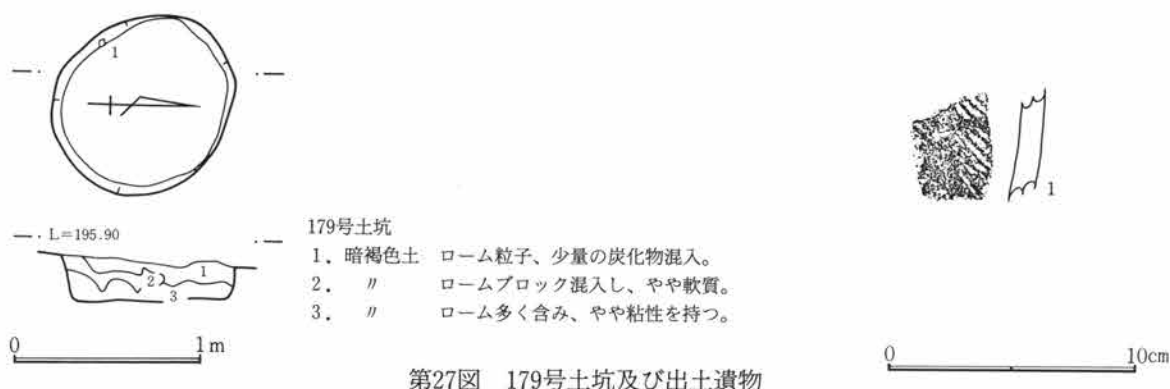 1
L=195.90
1
2
3
0 1m
179号土坑
1．暗褐色土 ローム粒子、少量の炭化物混入。
2．〃 ロームブロック混入し、やや軟質。
3．〃 ローム多く含み、やや粘性を持つ。
1
0 10cm
第27図 179号土坑及び出土遺物